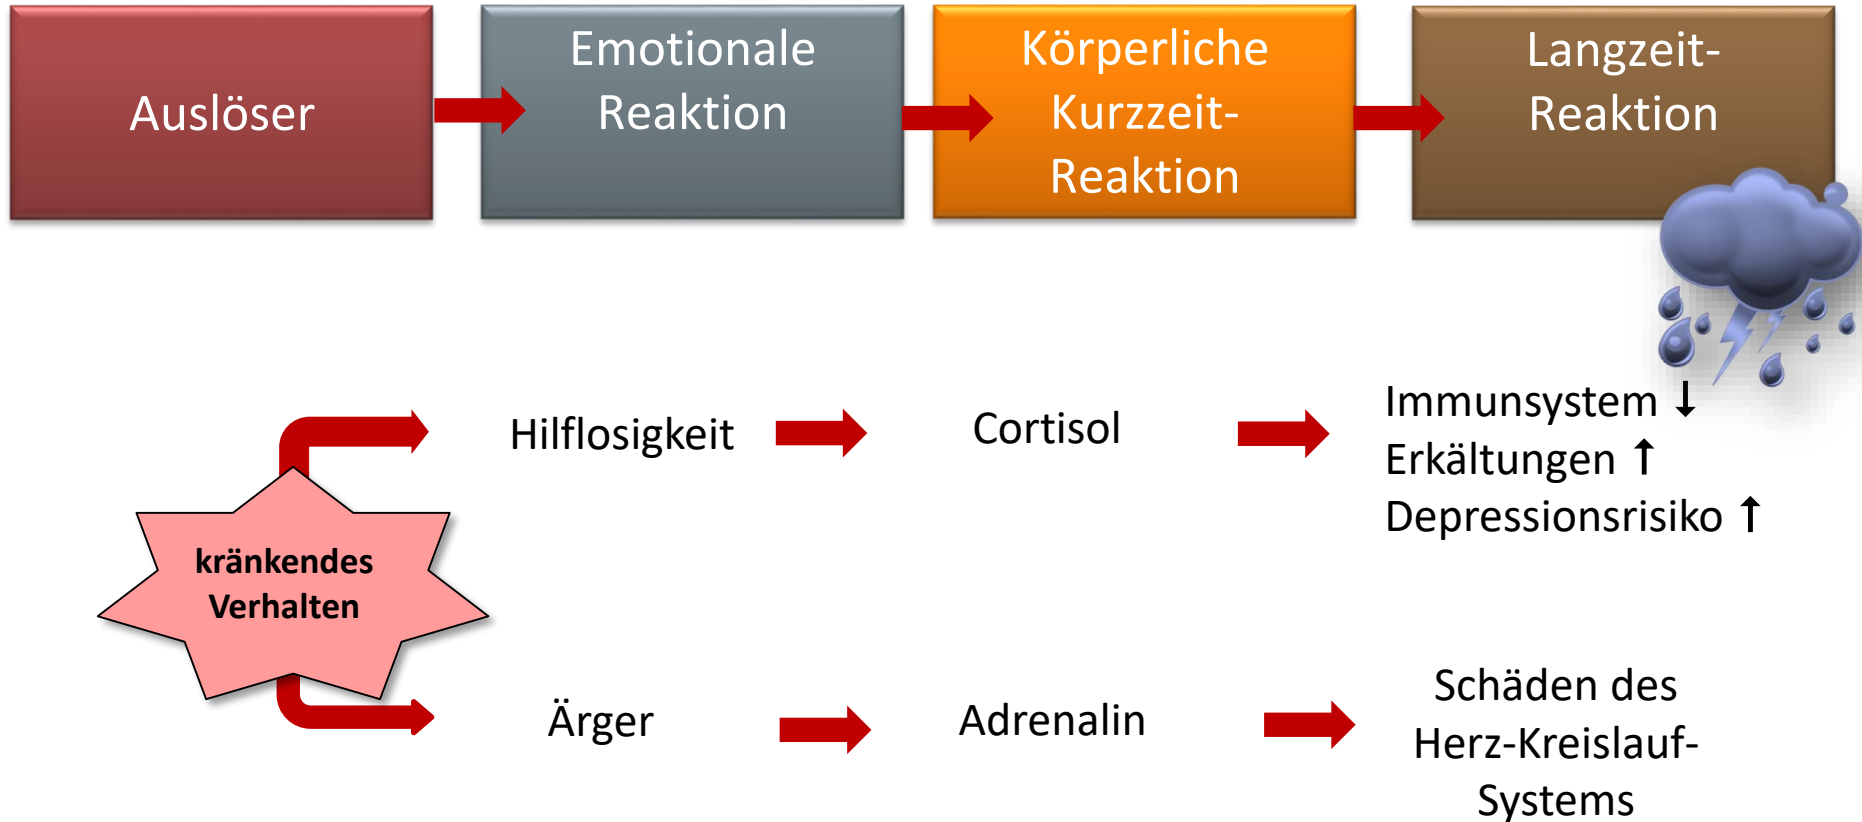 Auslöser
Emotionale
Reaktion
Körperliche
Kurzzeit-
Reaktion
Langzeit-
Reaktion
kränkendes
Verhalten
Hilflosigkeit
Cortisol
Immunsystem ↓
Erkältungen ↑
Depressionsrisiko ↑
Ärger
Adrenalin
Schäden des
Herz-Kreislauf-
Systems